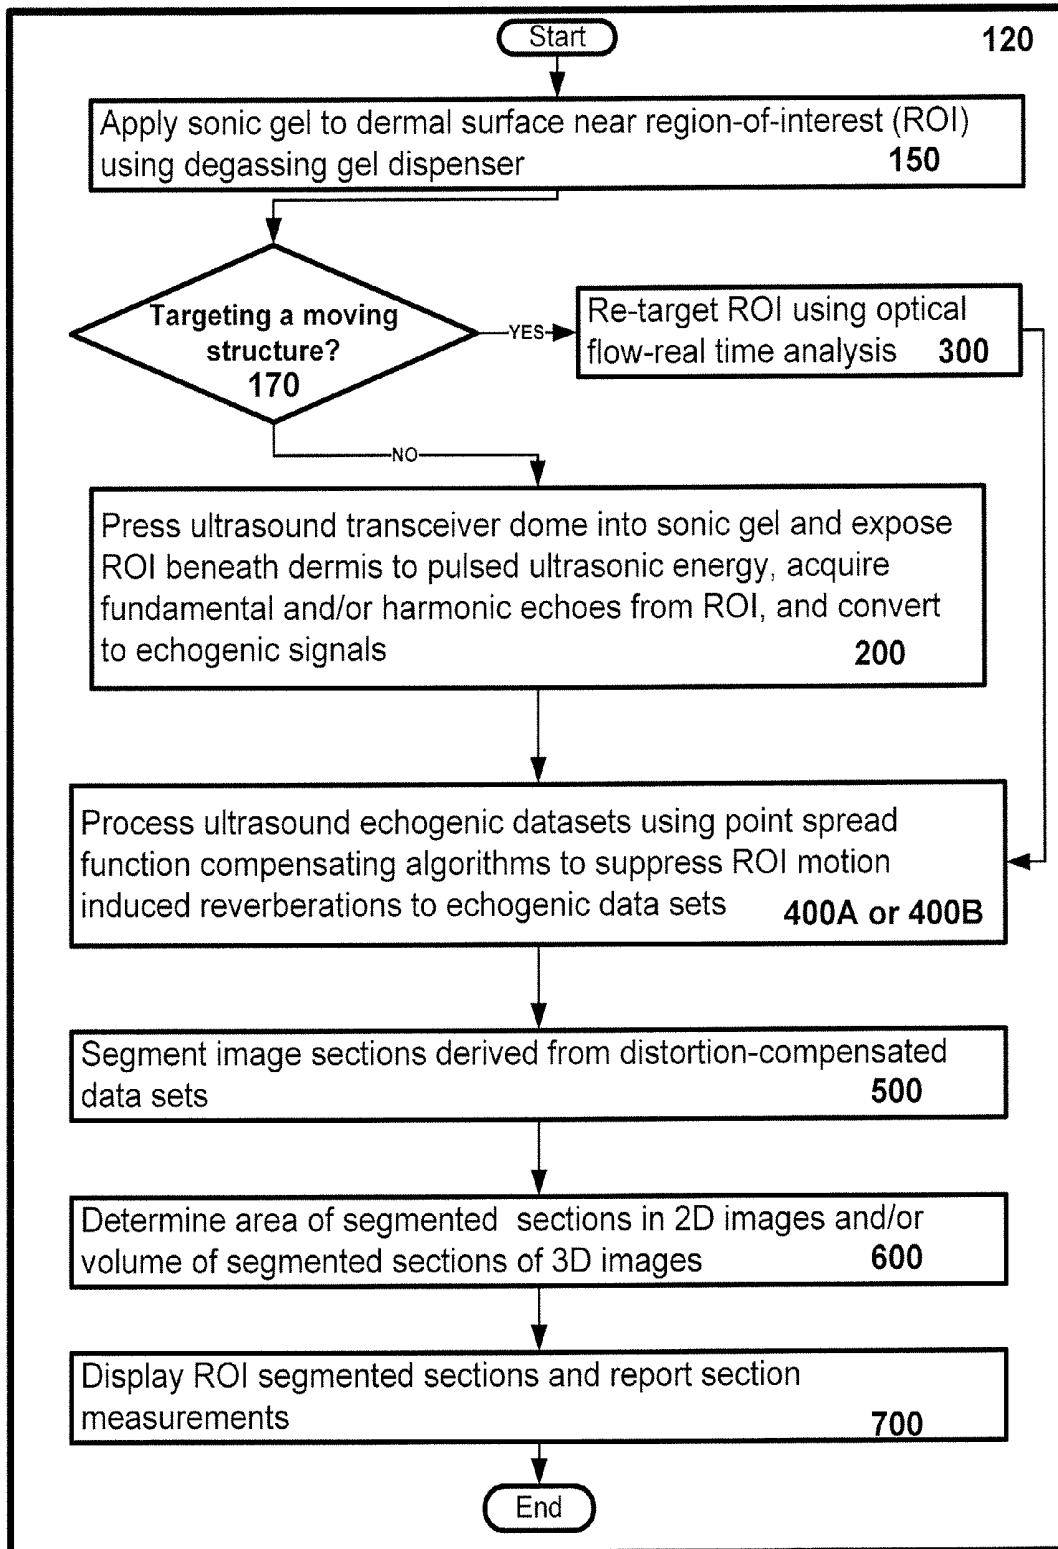 Start
120
Apply sonic gel to dermal surface near region-of-interest (ROI)
using degassing gel dispenser
150
Targeting a moving
structure?
170
YES
Re-target ROI using optical
flow-real time analysis 300
NO
Press ultrasound transceiver dome into sonic gel and expose
ROI beneath dermis to pulsed ultrasonic energy, acquire
fundamental and/or harmonic echoes from ROI, and convert
to echogenic signals 200
Process ultrasound echogenic datasets using point spread
function compensating algorithms to suppress ROI motion
induced reverberations to echogenic data sets 400A or 400B
Segment image sections derived from distortion-compensated
data sets 500
Determine area of segmented sections in 2D images and/or
volume of segmented sections of 3D images 600
Display ROI segmented sections and report section
measurements 700
End